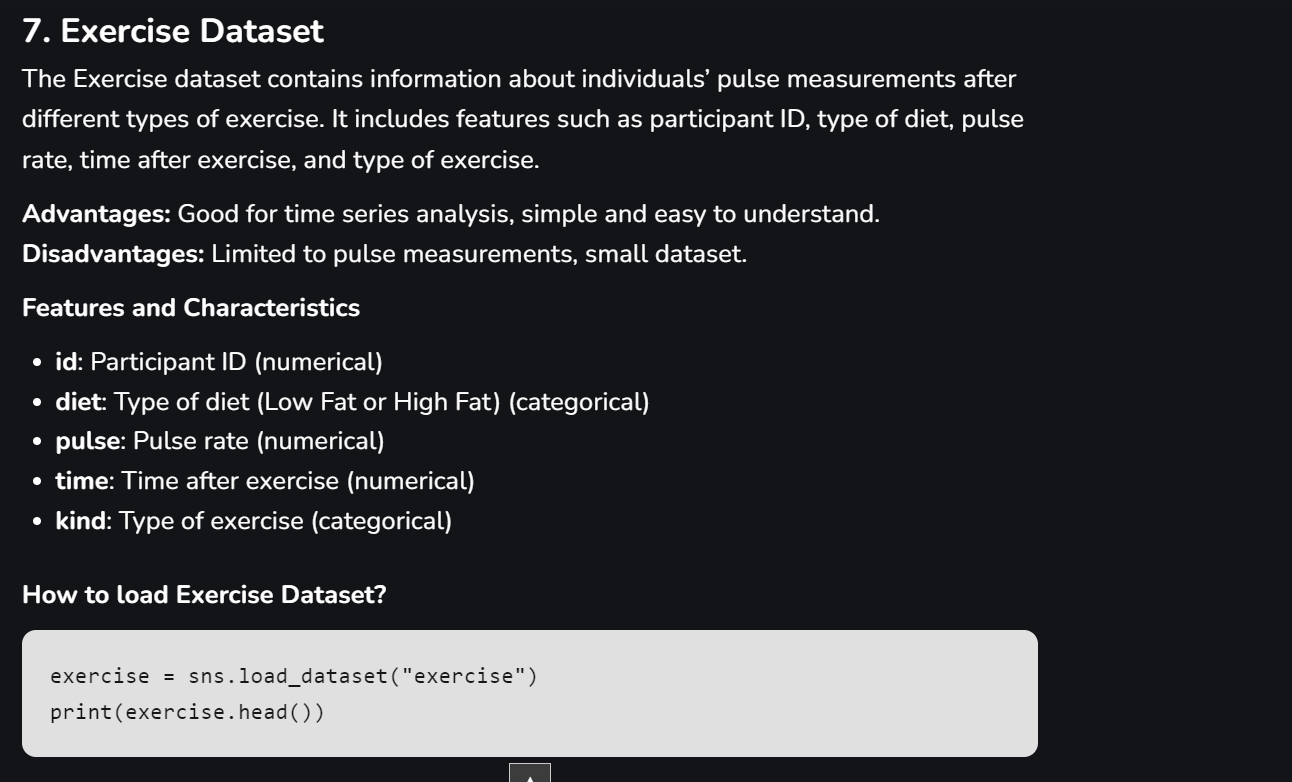 7. Exercise Dataset
The Exercise dataset contains information about individuals’ pulse measurements after
different types of exercise. It includes features such as participant ID, type of diet, pulse
rate, time after exercise, and type of exercise.
Advantages: Good for time series analysis, simple and easy to understand.
Disadvantages: Limited to pulse measurements, small dataset.
Features and Characteristics
• id: Participant ID (numerical)
• diet: Type of diet (Low Fat or High Fat) (categorical)
• pulse: Pulse rate (numerical)
• time: Time after exercise (numerical)
• kind: Type of exercise (categorical)
How to load Exercise Dataset?
exercise = sns.load_dataset("exercise")
print(exercise.head())